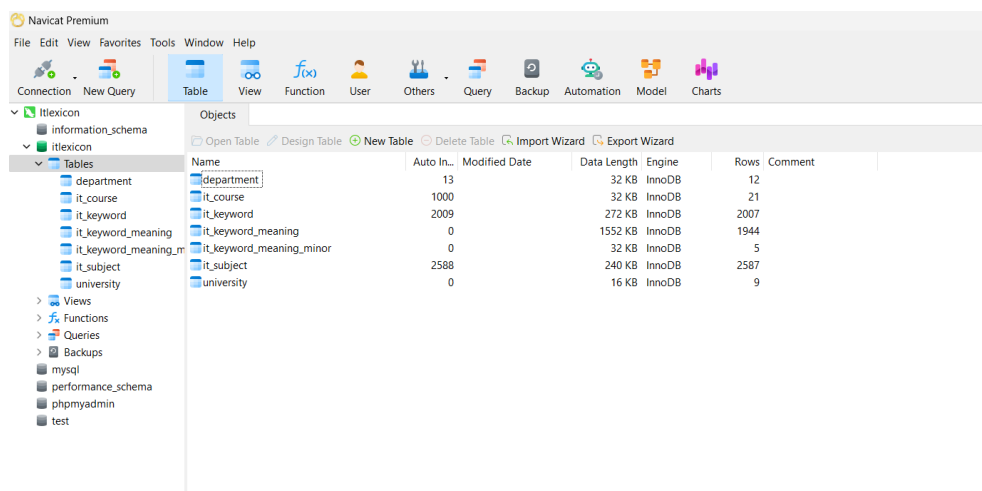 Navicat Premium
File Edit View Favorites Tools Window Help
Connection New Query Table View Function User Others Query Backup Automation Model Charts
Itlexicon
information_schema
itlexicon
Tables
department
it_course
it_keyword
it_keyword_meaning
it_keyword_meaning_m
it_subject
university
Views
Functions
Queries
Backups
mysql
performance_schema
phpmyadmin
test
Objects
Open Table Design Table New Table Delete Table Import Wizard Export Wizard
Name Auto In... Modified Date Data Length Engine Rows Comment
department 13 32 KB InnoDB 12
it_course 1000 32 KB InnoDB 21
it_keyword 2009 272 KB InnoDB 2007
it_keyword_meaning 0 1552 KB InnoDB 1944
it_keyword_meaning_minor 0 32 KB InnoDB 5
it_subject 2588 240 KB InnoDB 2587
university 0 16 KB InnoDB 9